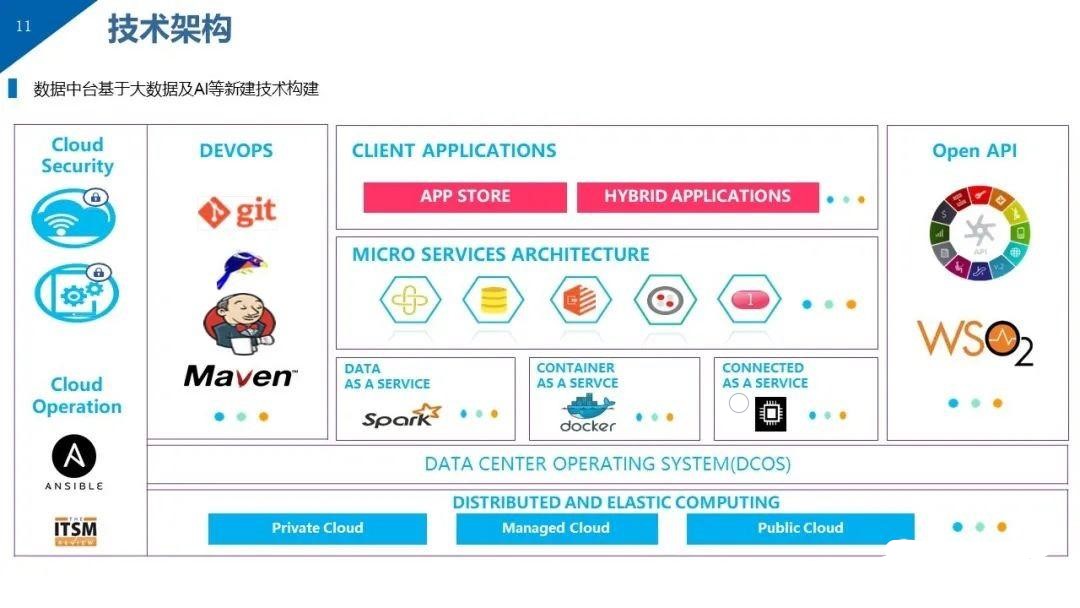 11
技术架构
数据中台基于大数据及AI等新建技术构建
Cloud
Security
Cloud
Operation
ANSIBLE
THE
ITSM
REVIEW
DEVOPS
git
Maven™
CLIENT APPLICATIONS
APP STORE
HYBRID APPLICATIONS
MICRO SERVICES ARCHITECTURE
1
DATA
AS A SERVICE
Spark
CONTAINER
AS A SERVCE
docker
CONNECTED
AS A SERVICE
Open API
API
$
v.2
WSO2
DATA CENTER OPERATING SYSTEM(DCOS)
DISTRIBUTED AND ELASTIC COMPUTING
Private Cloud
Managed Cloud
Public Cloud